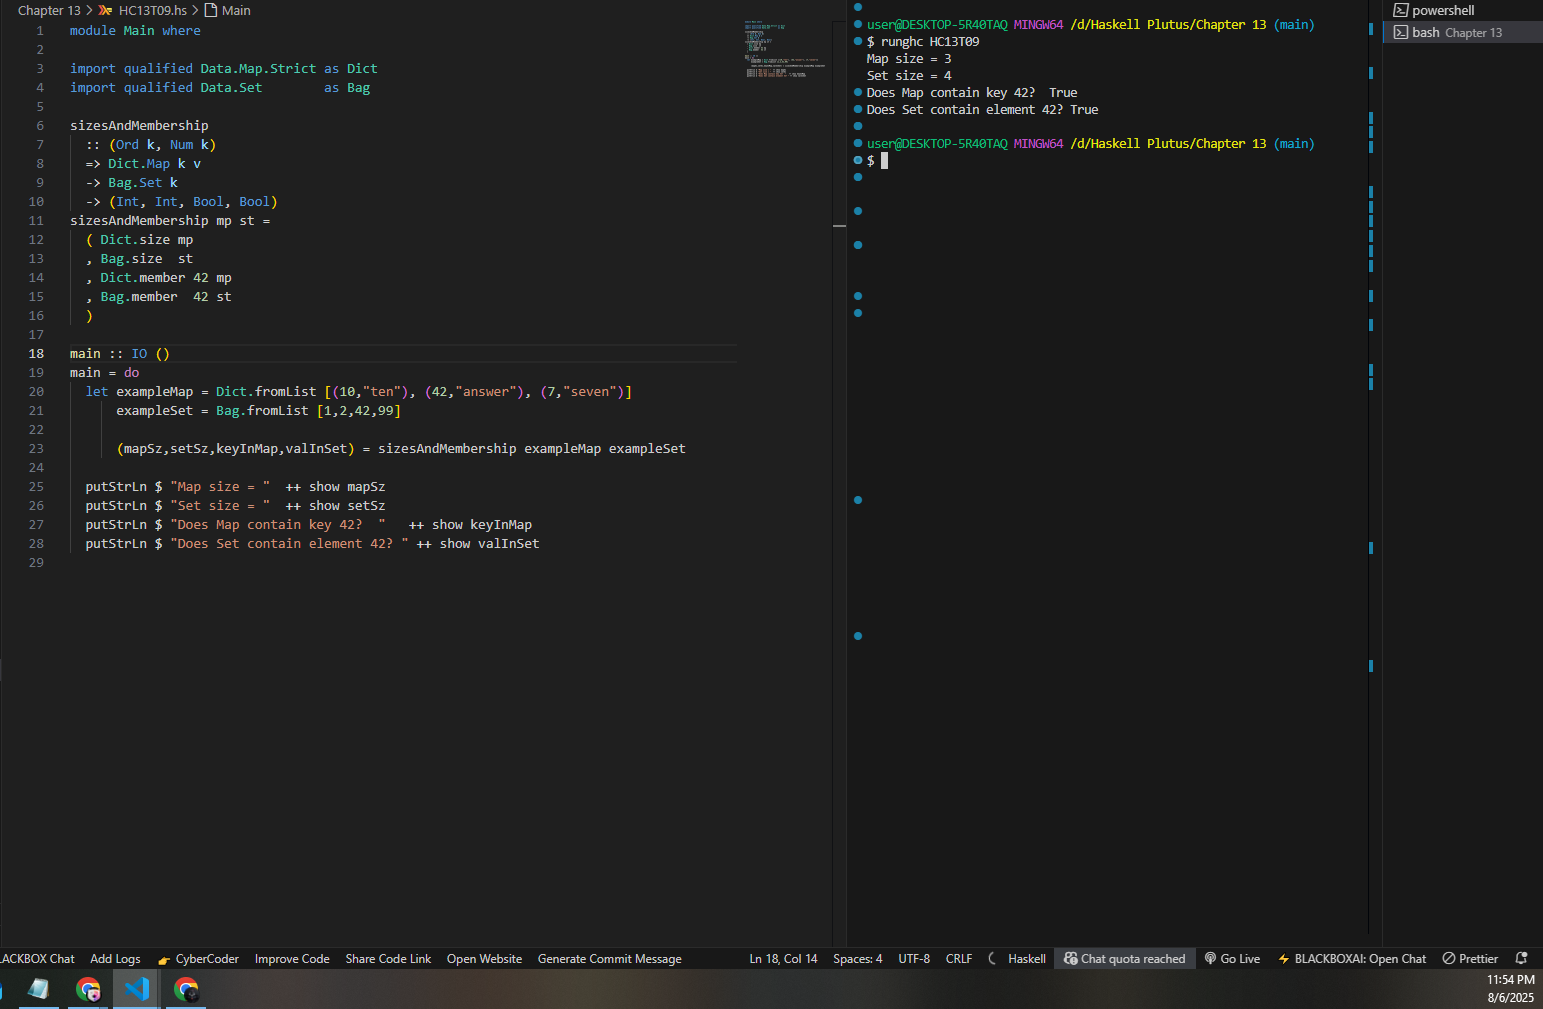 Chapter 13 > HC13T09.hs > Main
1 module Main where
2
3 import qualified Data.Map.Strict as Dict
4 import qualified Data.Set        as Bag
5
6 sizesAndMembership
7   :: (Ord k, Num k)
8   => Dict.Map k v
9   -> Bag.Set k
10   -> (Int, Int, Bool, Bool)
11 sizesAndMembership mp st =
12   ( Dict.size mp
13   , Bag.size  st
14   , Dict.member 42 mp
15   , Bag.member  42 st
16   )
17
18 main :: IO ()
19 main = do
20   let exampleMap = Dict.fromList [(10,"ten"), (42,"answer"), (7,"seven")]
21       exampleSet = Bag.fromList [1,2,42,99]
22
23       (mapSz,setSz,keyInMap,valInSet) = sizesAndMembership exampleMap exampleSet
24
25   putStrLn $ "Map size = "  ++ show mapSz
26   putStrLn $ "Set size = "  ++ show setSz
27   putStrLn $ "Does Map contain key 42?  "   ++ show keyInMap
28   putStrLn $ "Does Set contain element 42? " ++ show valInSet
29
user@DESKTOP-5R40TAQ MINGW64 /d/Haskell Plutus/Chapter 13 (main)
$ runghc HC13T09
Map size = 3
Set size = 4
Does Map contain key 42?  True
Does Set contain element 42? True
user@DESKTOP-5R40TAQ MINGW64 /d/Haskell Plutus/Chapter 13 (main)
$
powershell
bash Chapter 13
LACKBOX Chat Add Logs CyberCoder Improve Code Share Code Link Open Website Generate Commit Message Ln 18, Col 14 Spaces: 4 UTF-8 CRLF Haskell Chat quota reached Go Live BLACKBOXAI: Open Chat Prettier
11:54 PM
8/6/2025